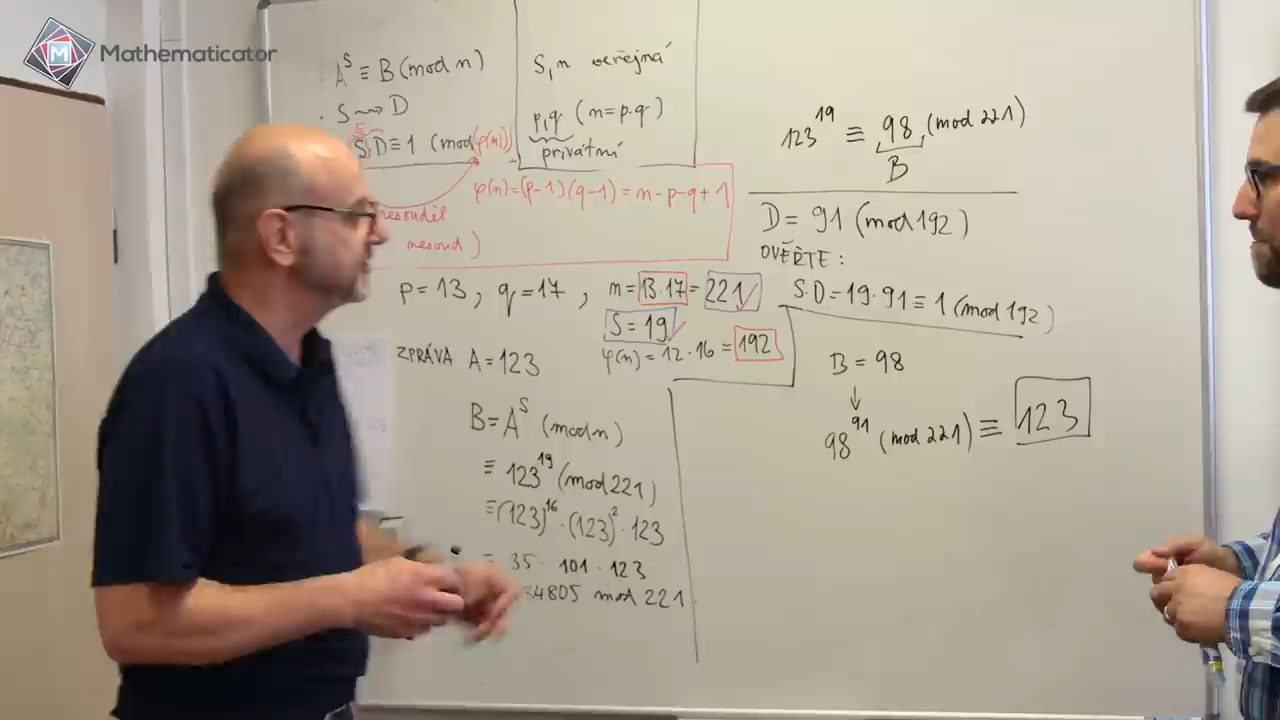 Mathematicator
A^S ≡ B (mod n)
S ⟿ D
S·D ≡ 1 (mod φ(n))
S, n veřejná
p, q (n = p·q)
privátní
φ(n) = (p-1)(q-1) = n - p - q + 1
nesoud)
p = 13, q = 17, n = 13·17 = 221 ✓
S = 19 ✓
φ(n) = 12·16 = 192
ZPRÁVA A = 123
B = A^S (mod n)
≡ 123^19 (mod 221)
≡ (123)^16 · (123)^2 · 123
≡ 35 · 101 · 123
34805 mod 221
123^19 ≡ 98 (mod 221)
B
D = 91 (mod 192)
OVĚŘTE:
S·D = 19·91 ≡ 1 (mod 192)
B = 98
↓
98^91 (mod 221) ≡ 123